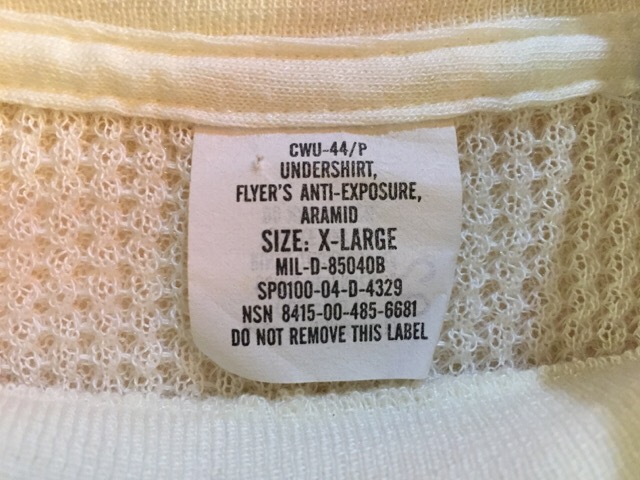 CWU-44/P
UNDERSHIRT,
FLYER'S ANTI-EXPOSURE,
ARAMID
SIZE: X-LARGE
MIL-D-85040B
SPO100-04-D-4329
NSN 8415-00-485-6681
DO NOT REMOVE THIS LABEL